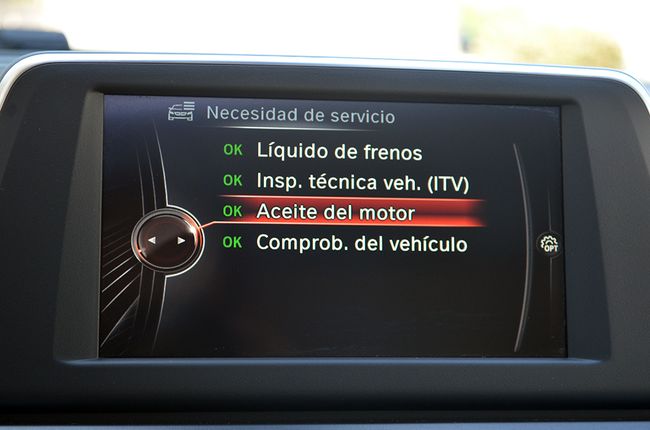 Necesidad de servicio
OK Líquido de frenos
OK Insp. técnica veh. (ITV)
OK Aceite del motor
OK Comprob. del vehículo
OPT